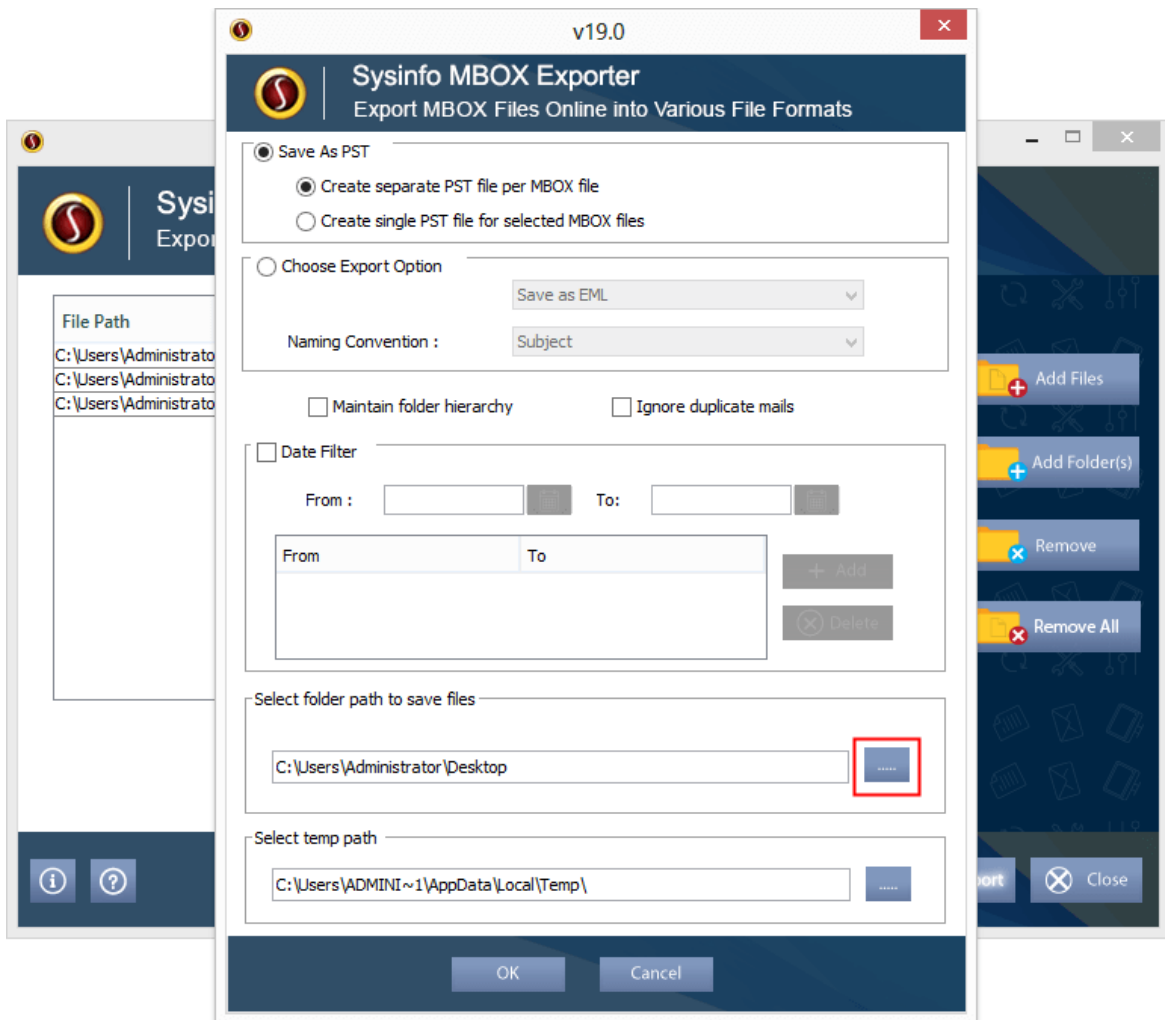 v19.0
Sysinfo MBOX Exporter
Export MBOX Files Online into Various File Formats
Save As PST
Create separate PST file per MBOX file
Create single PST file for selected MBOX files
Choose Export Option
Save as EML
Naming Convention :
Subject
Maintain folder hierarchy
Ignore duplicate mails
Date Filter
From :
To:
From
To
+ Add
Delete
Select folder path to save files
C:\Users\Administrator\Desktop
.....
Select temp path
C:\Users\ADMINI~1\AppData\Local\Temp\
.....
OK
Cancel
Sysi
Expor
File Path
C:\Users\Administrato
C:\Users\Administrato
C:\Users\Administrato
Add Files
Add Folder(s)
Remove
Remove All
port
Close